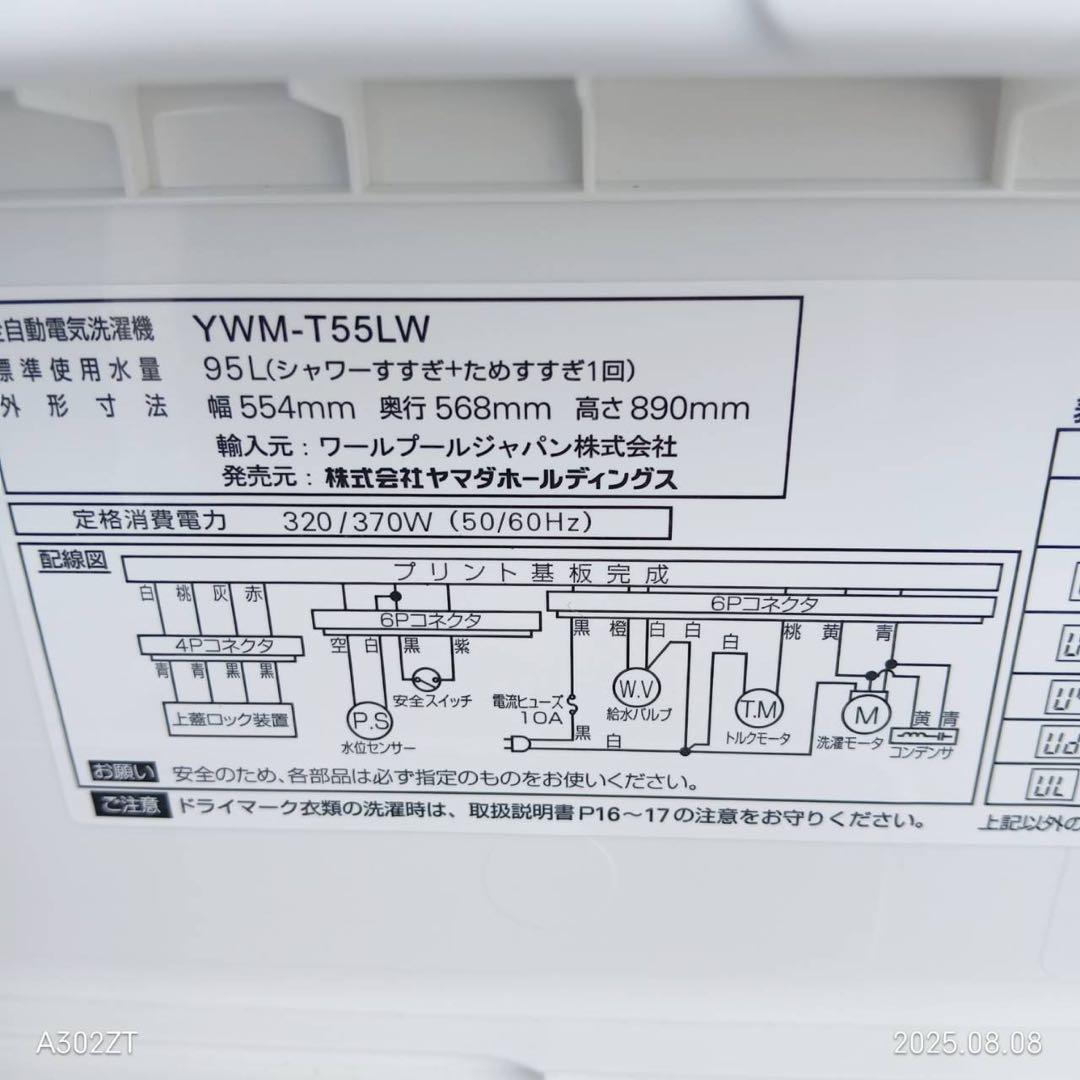 全自動電気洗濯機 YWM-T55LW
標準使用水量 95L(シャワーすすぎ+ためすすぎ1回)
外形寸法 幅554mm 奥行568mm 高さ890mm
輸入元:ワールプールジャパン株式会社
発売元:株式会社ヤマダホールディングス
定格消費電力 320/370W (50/60Hz)
配線図
プリント基板完成
白 桃 灰 赤
4Pコネクタ
青 青 黒 黒
上蓋ロック装置
6Pコネクタ
空 白 黒 紫
安全スイッチ
P.S
水位センサー
6Pコネクタ
黒 橙 白 白 白 桃 黄 青
電流ヒューズ
10A
黒
白
W.V
給水バルブ
T.M
トルクモータ
M
洗濯モータ
黄 青
コンデンサ
お願い 安全のため、各部品は必ず指定のものをお使いください。
ご注意 ドライマーク衣類の洗濯時は、取扱説明書P16〜17の注意をお守りください。
Ud
UL
上記以外の
A302ZT
2025.08.08